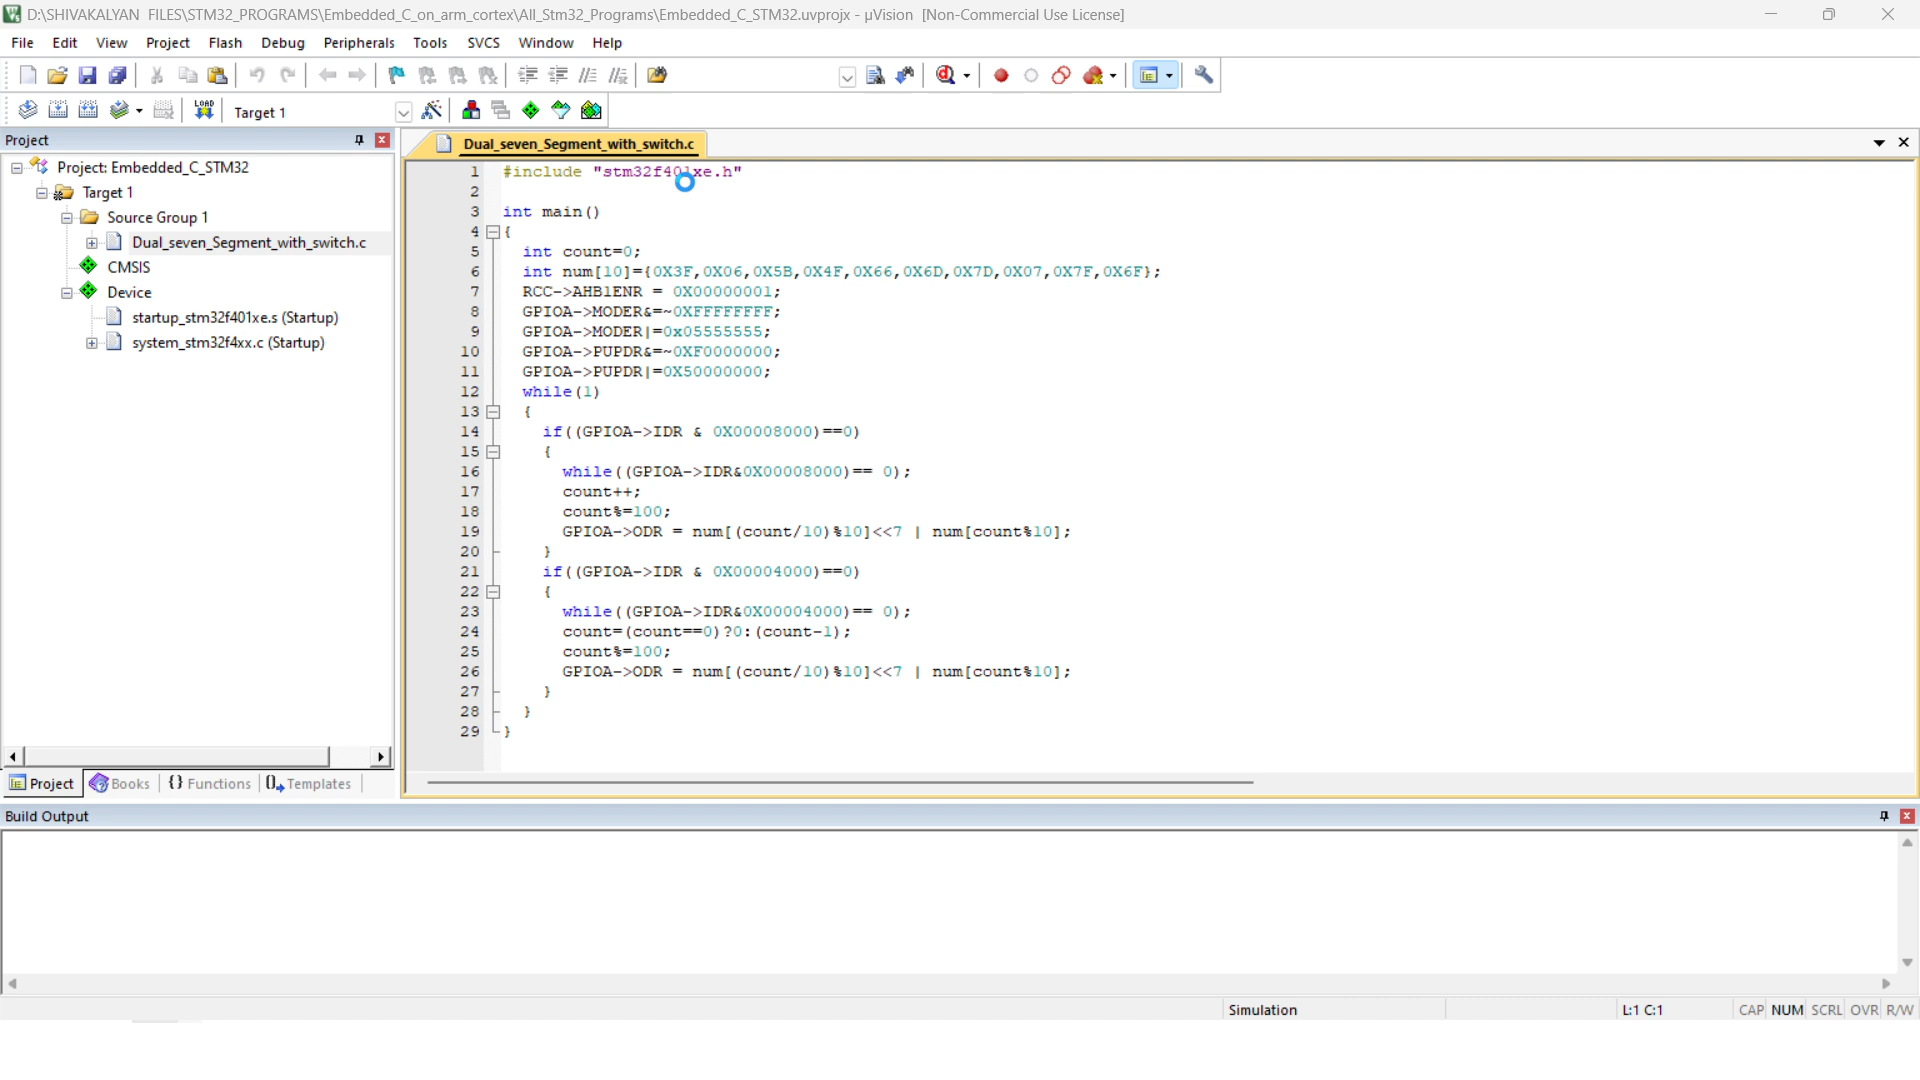 D:\SHIVAKALYAN FILES\STM32_PROGRAMS\Embedded_C_on_arm_cortex\All_Stm32_Programs\Embedded_C_STM32.uvprojx - µVision [Non-Commercial Use License]
File Edit View Project Flash Debug Peripherals Tools SVCS Window Help
LOAD Target 1
Project
Project: Embedded_C_STM32
Target 1
Source Group 1
Dual_seven_Segment_with_switch.c
CMSIS
Device
startup_stm32f401xe.s (Startup)
system_stm32f4xx.c (Startup)
Project Books {} Functions Templates
Dual_seven_Segment_with_switch.c
1 #include "stm32f401xe.h"
2
3 int main()
4 {
5 int count=0;
6 int num[10]={0X3F,0X06,0X5B,0X4F,0X66,0X6D,0X7D,0X07,0X7F,0X6F};
7 RCC->AHB1ENR = 0X00000001;
8 GPIOA->MODER&=~0XFFFFFFFF;
9 GPIOA->MODER|=0x05555555;
10 GPIOA->PUPDR&=~0XF0000000;
11 GPIOA->PUPDR|=0X50000000;
12 while(1)
13 {
14 if((GPIOA->IDR & 0X00008000)==0)
15 {
16 while((GPIOA->IDR&0X00008000)== 0);
17 count++;
18 count%=100;
19 GPIOA->ODR = num[(count/10)%10]<<7 | num[count%10];
20 }
21 if((GPIOA->IDR & 0X00004000)==0)
22 {
23 while((GPIOA->IDR&0X00004000)== 0);
24 count=(count==0)?0:(count-1);
25 count%=100;
26 GPIOA->ODR = num[(count/10)%10]<<7 | num[count%10];
27 }
28 }
29 }
Build Output
Simulation L:1 C:1 CAP NUM SCRL OVR R/W